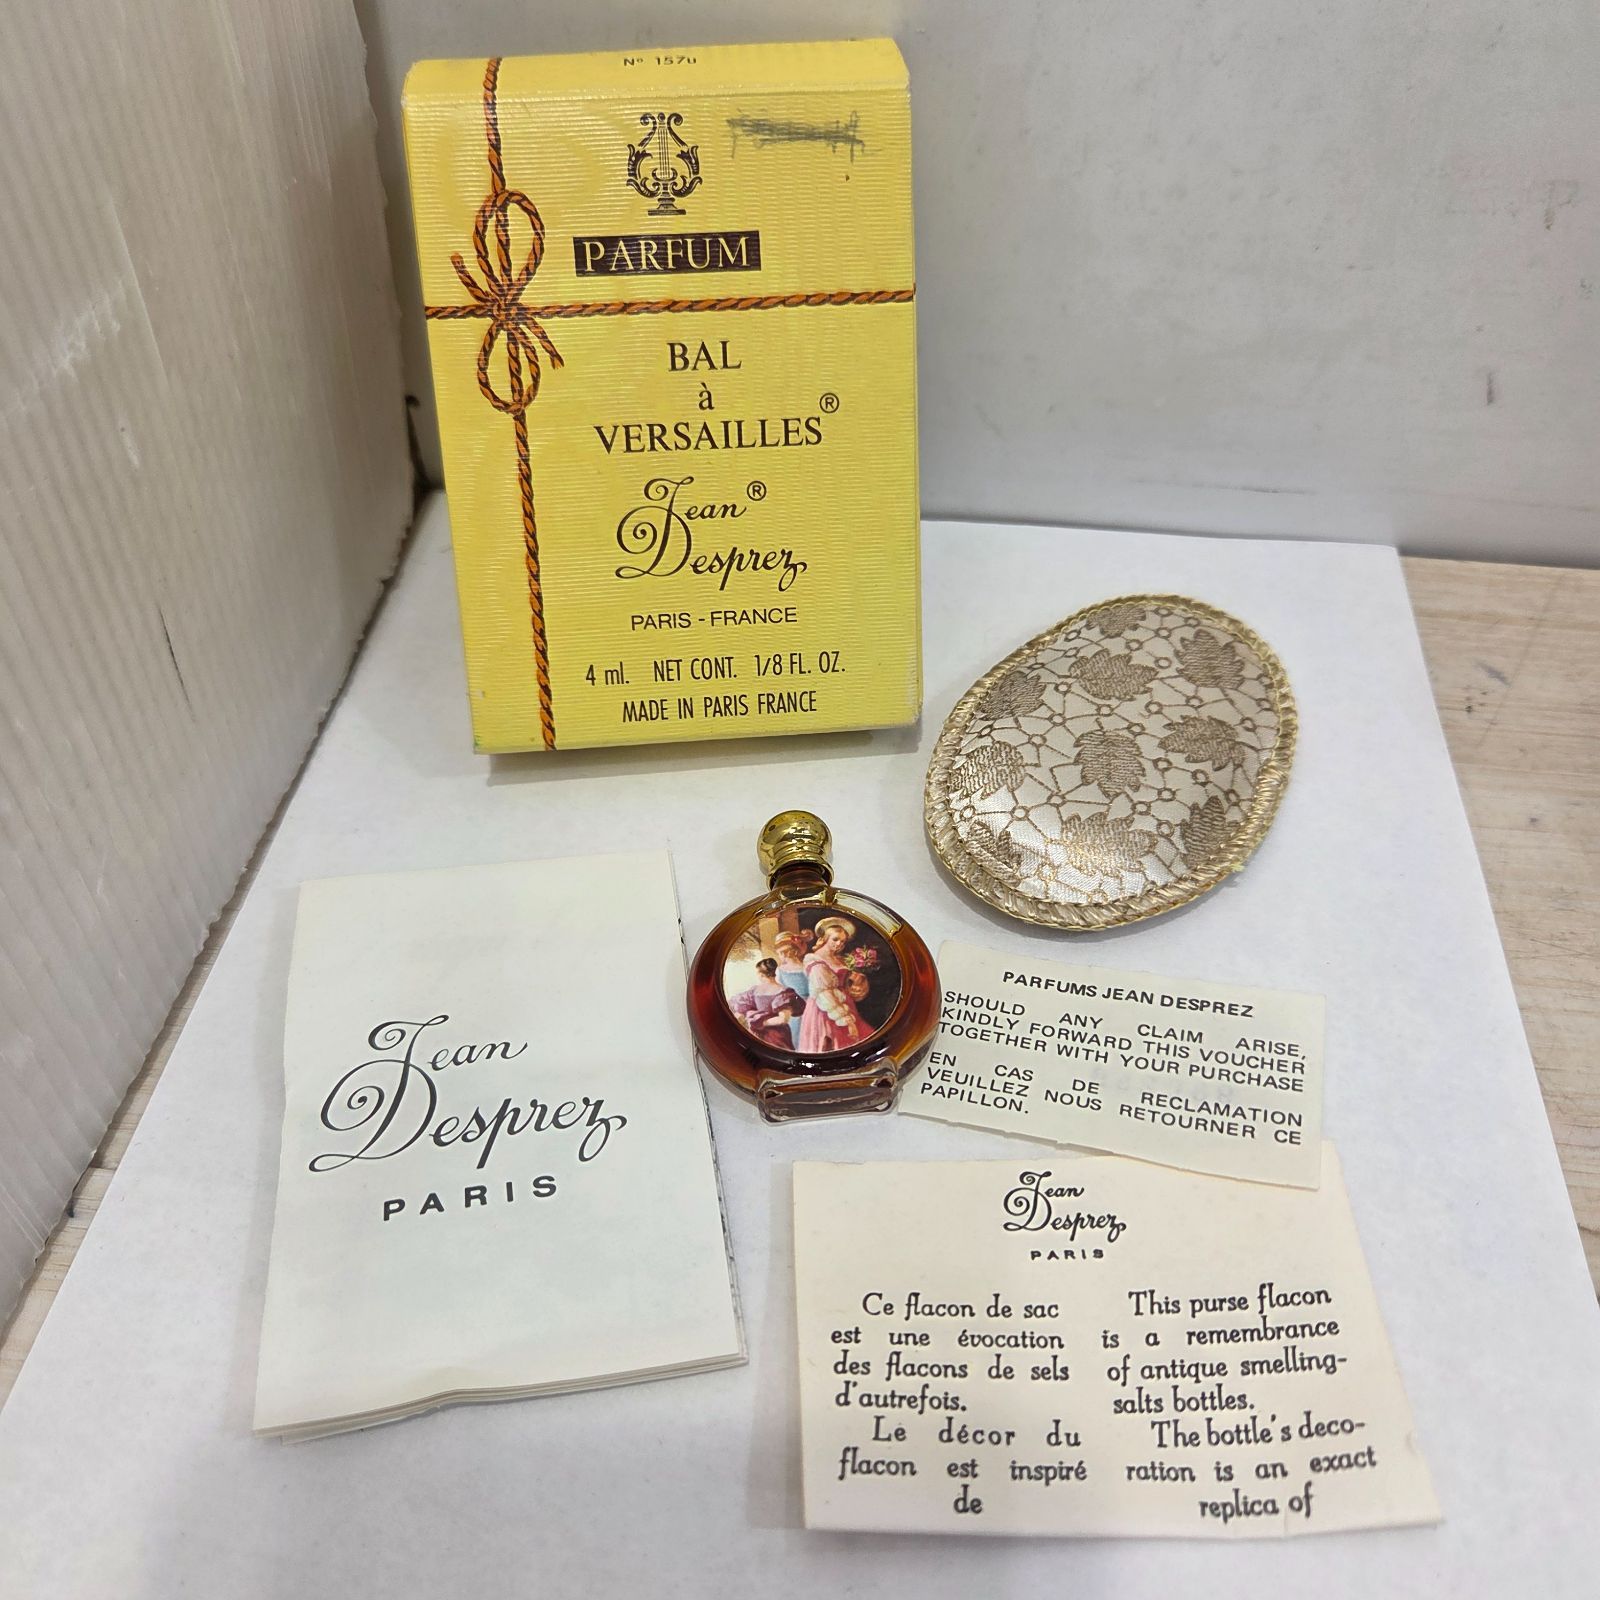 Nº 157u
PARFUM
BAL
à
VERSAILLES®
Jean®
Desprez
PARIS - FRANCE
4 ml. NET CONT. 1/8 FL. OZ.
MADE IN PARIS FRANCE
Jean
Desprez
PARIS
PARFUMS JEAN DESPREZ
SHOULD ANY CLAIM ARISE,
KINDLY FORWARD THIS VOUCHER
TOGETHER WITH YOUR PURCHASE
EN CAS DE RECLAMATION
VEUILLEZ NOUS RETOURNER CE
PAPILLON.
Jean
Desprez
PARIS
Ce flacon de sac
est une évocation
des flacons de sels
d'autrefois.
Le décor du
flacon est inspiré
de
This purse flacon
is a remembrance
of antique smelling-
salts bottles.
The bottle's deco-
ration is an exact
replica of